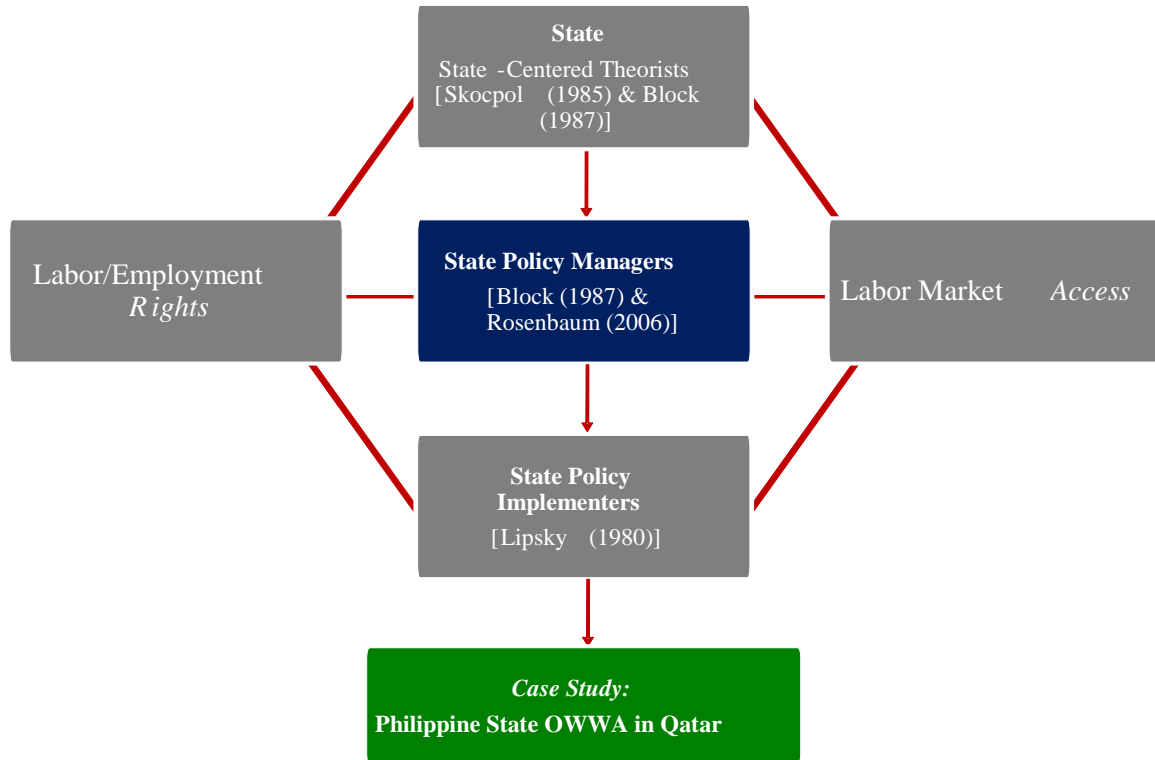 State
State -Centered Theorists
[Skocpol (1985) & Block
(1987)]
Labor/Employment
Rights
State Policy Managers
[Block (1987) &
Rosenbaum (2006)]
Labor Market Access
State Policy
Implementers
[Lipsky (1980)]
Case Study:
Philippine State OWWA in Qatar